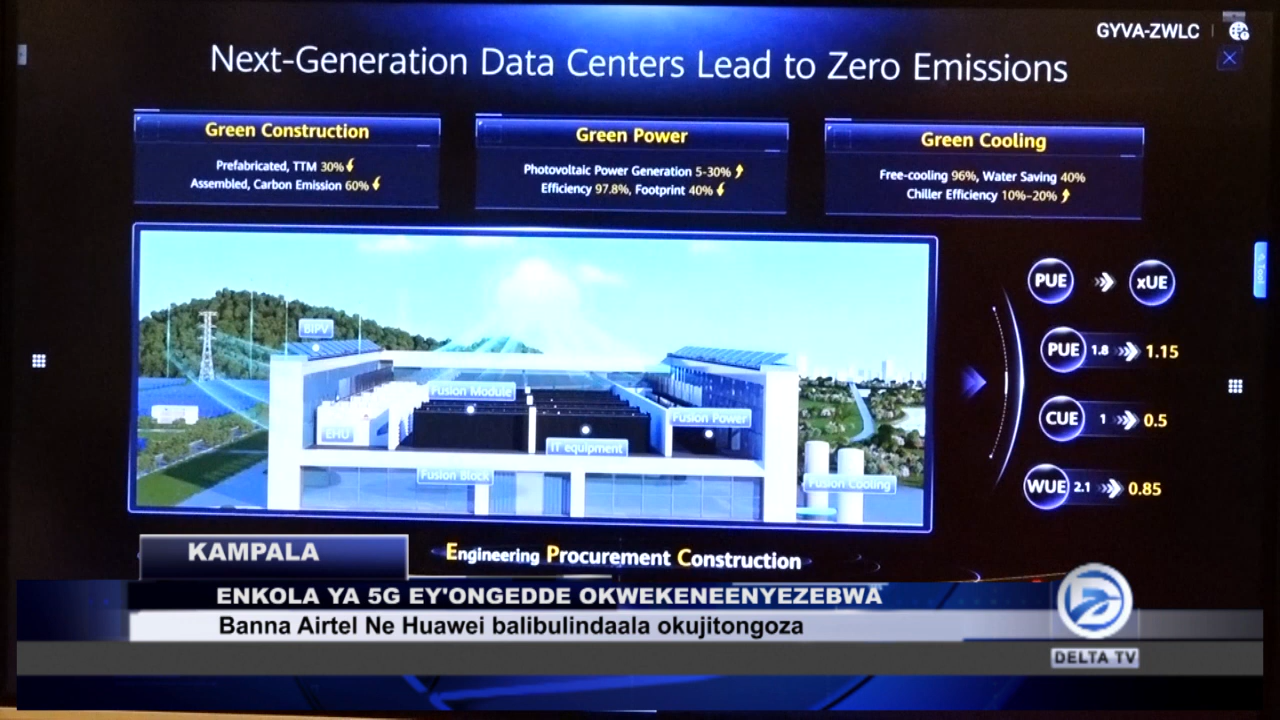 GYVA-ZWLC
Next-Generation Data Centers Lead to Zero Emissions
Green Construction
Prefabricated, TTM 30%
Assembled, Carbon Emission 60%
Green Power
Photovoltaic Power Generation 5-30%
Efficiency 97.8%, Footprint 40%
Green Cooling
Free-cooling 96%, Water Saving 40%
Chiller Efficiency 10%-20%
BIPV
Fusion Module
EHU
IT equipment
Fusion Power
Fusion Block
Fusion Cooling
PUE xUE
PUE 1.8 1.15
CUE 1 0.5
WUE 2.1 0.85
Engineering Procurement Construction
KAMPALA
ENKOLA YA 5G EY'ONGEDDE OKWEKENEENYEZEBWA
Banna Airtel Ne Huawei balibulindaala okujitongoza
DELTA TV